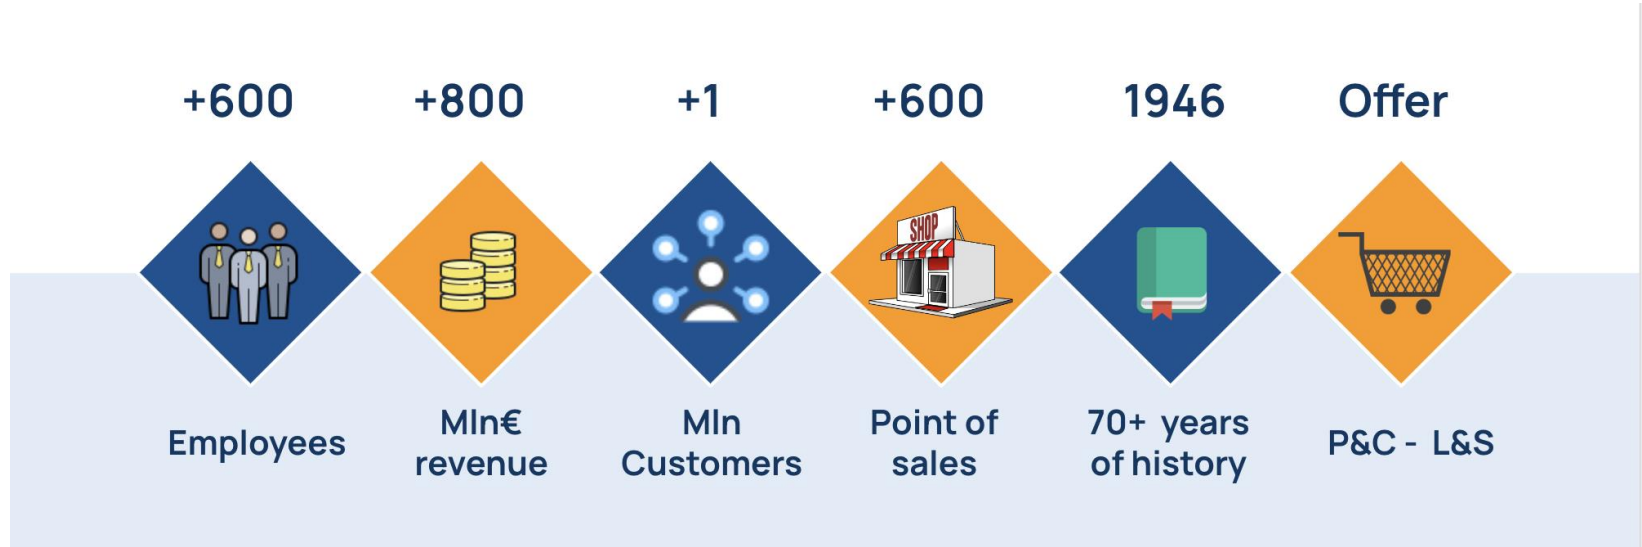 +600
+800
+1
+600
1946
Offer
SHOP
Employees
Mln€
revenue
Mln
Customers
Point of
sales
70+ years
of history
P&C - L&S